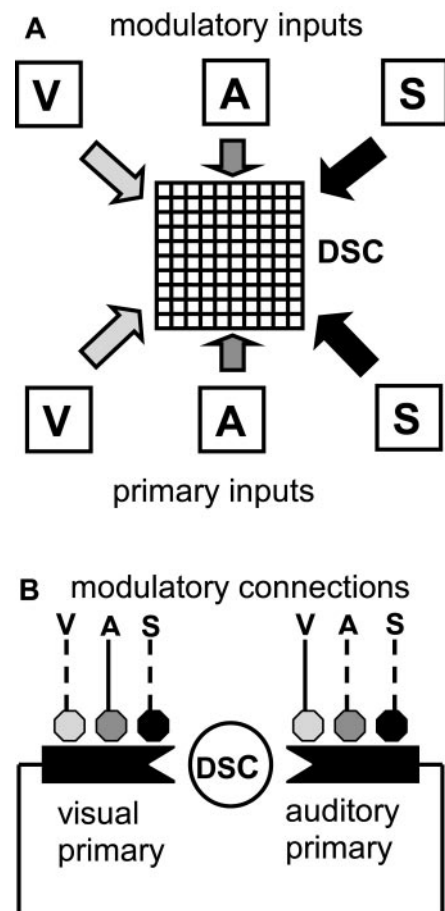 A modulatory inputs
V A S
DSC
V A S
primary inputs
B modulatory connections
V A S V A S
DSC
visual auditory
primary primary